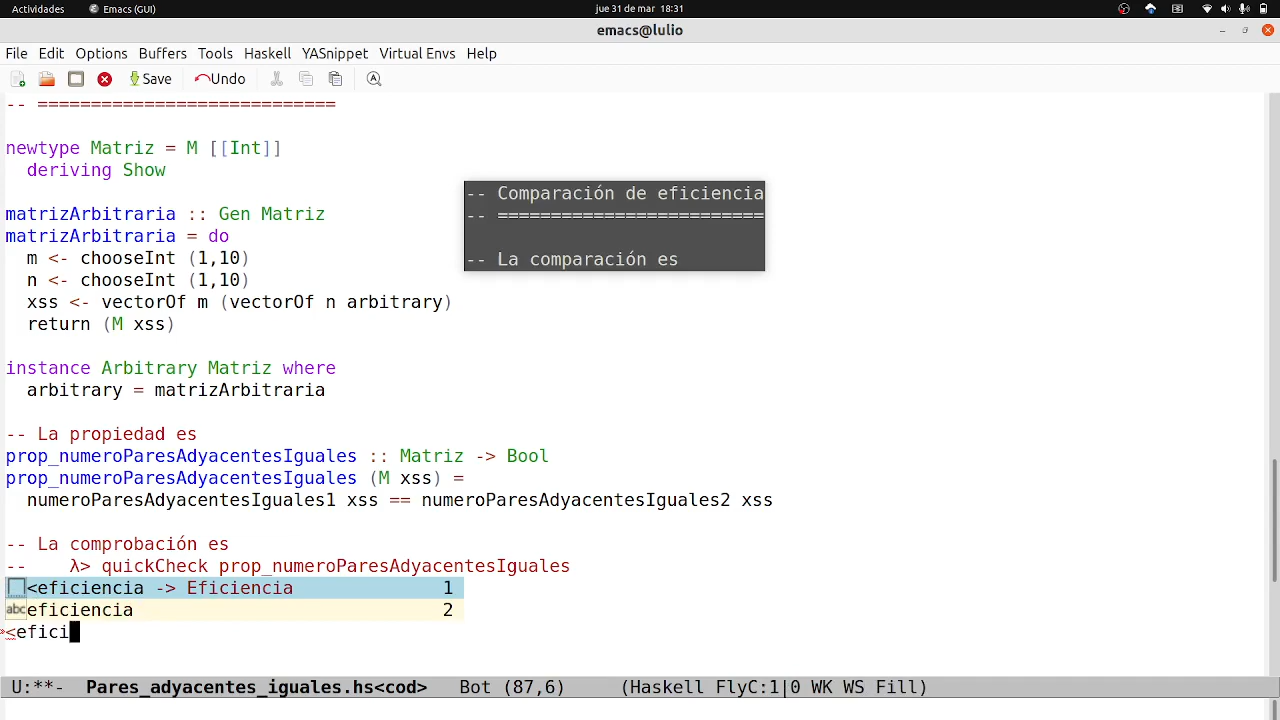 Actividades
Emacs (GUI)
jue 31 de mar 18:31
emacs@lulio
File Edit Options Buffers Tools Haskell YASnippet Virtual Envs Help
Save Undo
-- ============================
newtype Matriz = M [[Int]]
  deriving Show
matrizArbitraria :: Gen Matriz
matrizArbitraria = do
  m <- chooseInt (1,10)
  n <- chooseInt (1,10)
  xss <- vectorOf m (vectorOf n arbitrary)
  return (M xss)
-- Comparación de eficiencia
-- =========================
-- La comparación es
instance Arbitrary Matriz where
  arbitrary = matrizArbitraria
-- La propiedad es
prop_numeroParesAdyacentesIguales :: Matriz -> Bool
prop_numeroParesAdyacentesIguales (M xss) =
  numeroParesAdyacentesIguales1 xss == numeroParesAdyacentesIguales2 xss
-- La comprobación es
--    λ> quickCheck prop_numeroParesAdyacentesIguales
<eficiencia -> Eficiencia 1
abc eficiencia 2
<efici
U:**-  Pares_adyacentes_iguales.hs<cod>   Bot (87,6)   (Haskell FlyC:1|0 WK WS Fill)